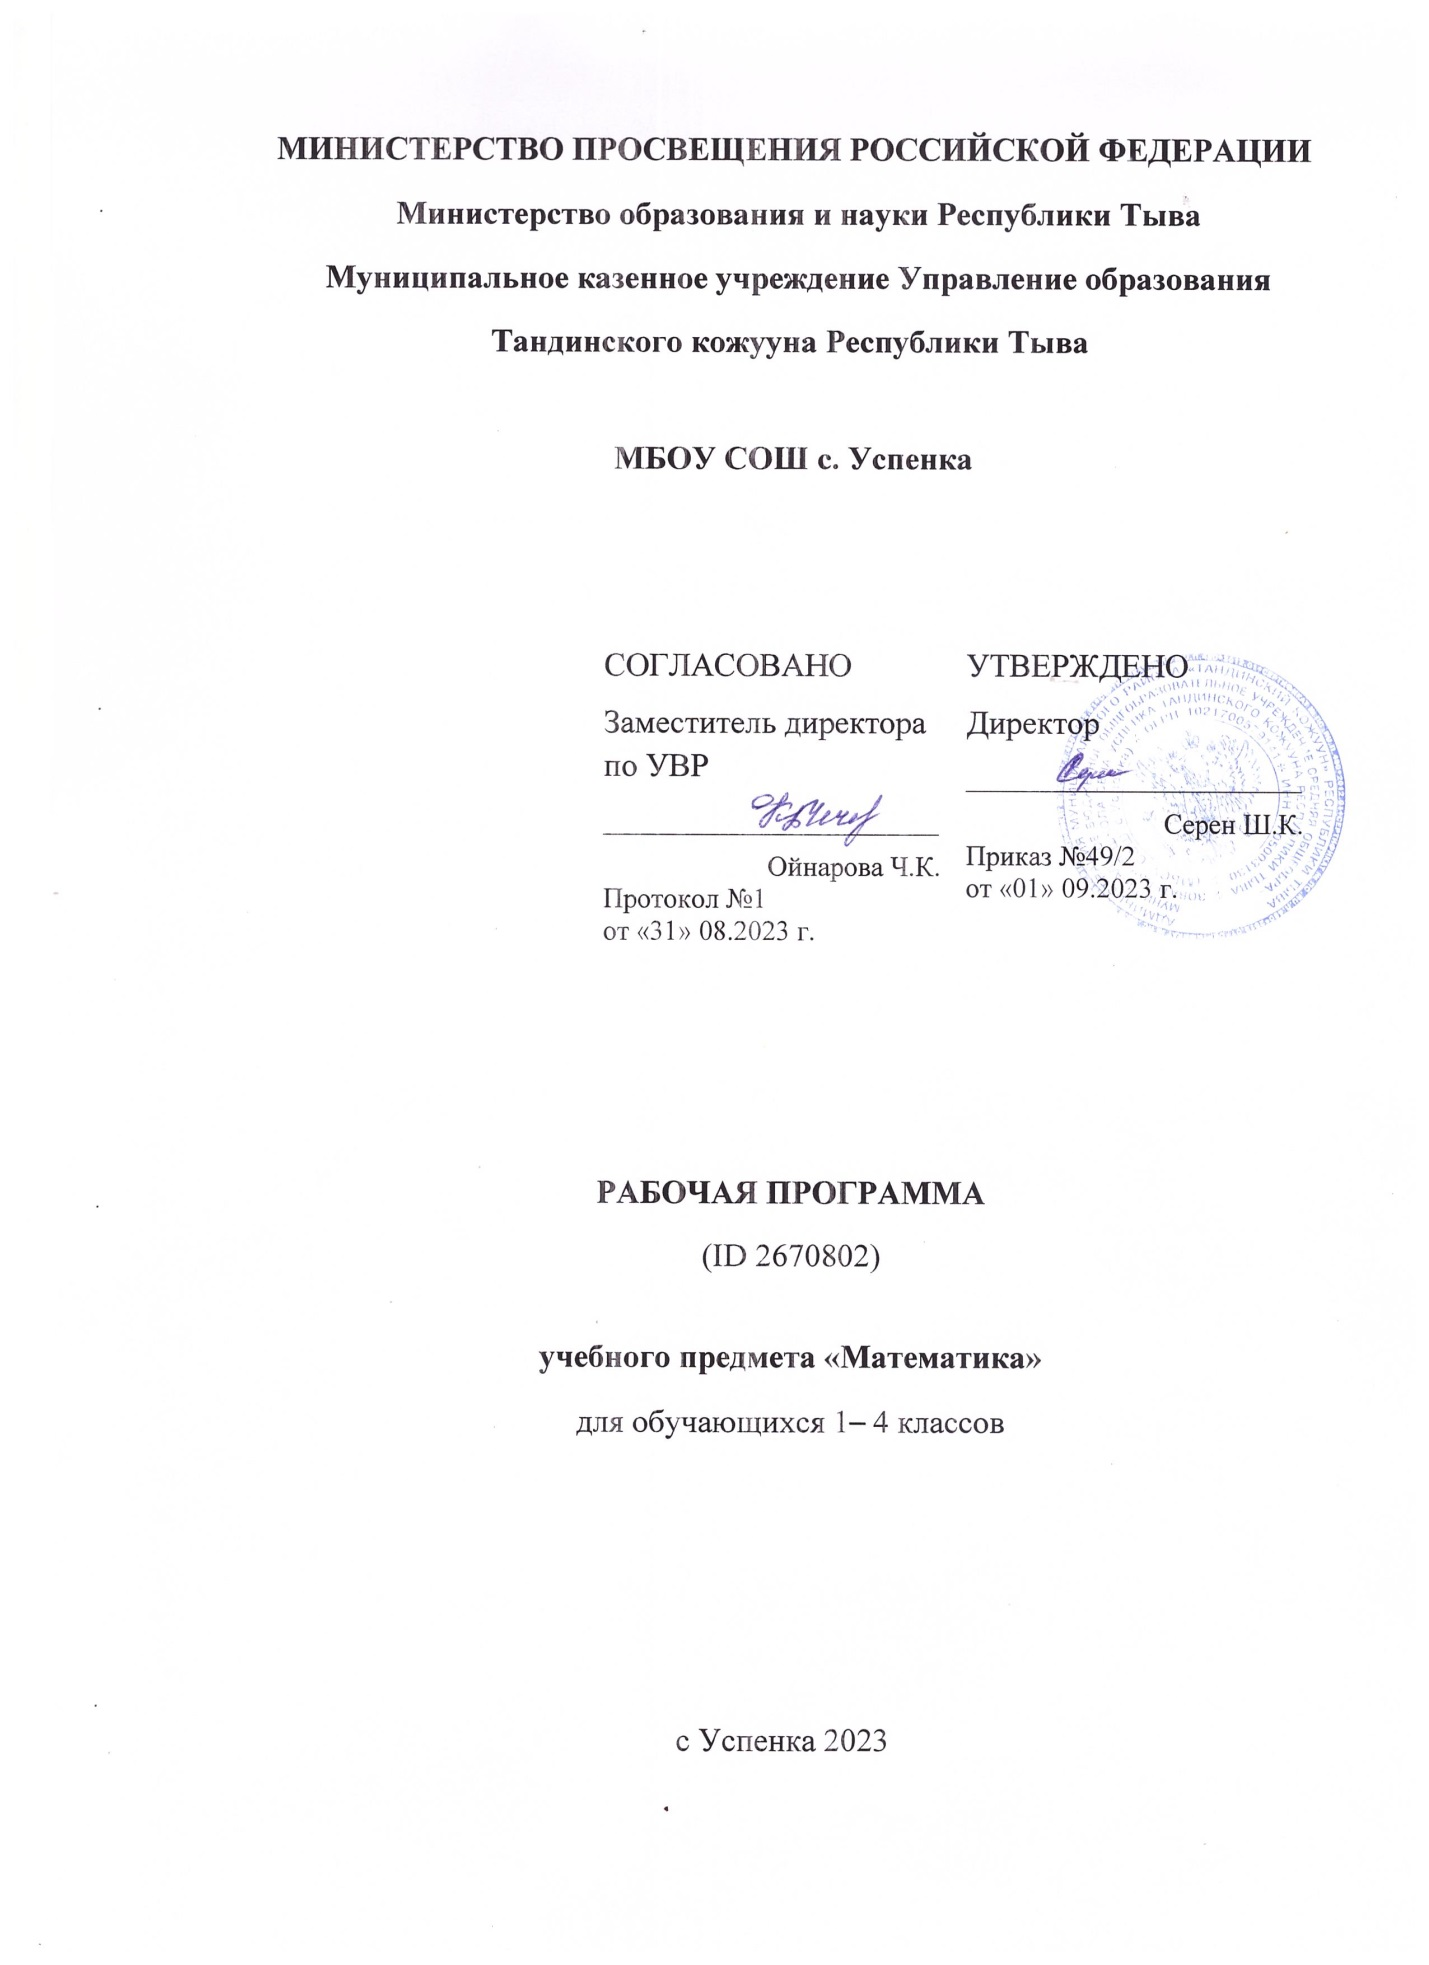 МИНИСТЕРСТВО ПРОСВЕЩЕНИЯ РОССИЙСКОЙ ФЕДЕРАЦИИ
Министерство образования и науки Республики Тыва
Муниципальное казенное учреждение Управление образования
Тандинского кожууна Республики Тыва
МБОУ СОШ с. Успенка
СОГЛАСОВАНО
Заместитель директора
по УВР
Ойнарова Ч.К.
Протокол №1
от «31» 08.2023 г.
УТВЕРЖДЕНО
Директор
Серен Ш.К.
Приказ №49/2
от «01» 09.2023 г.
РАБОЧАЯ ПРОГРАММА
(ID 2670802)
учебного предмета «Математика»
для обучающихся 1– 4 классов
с Успенка 2023